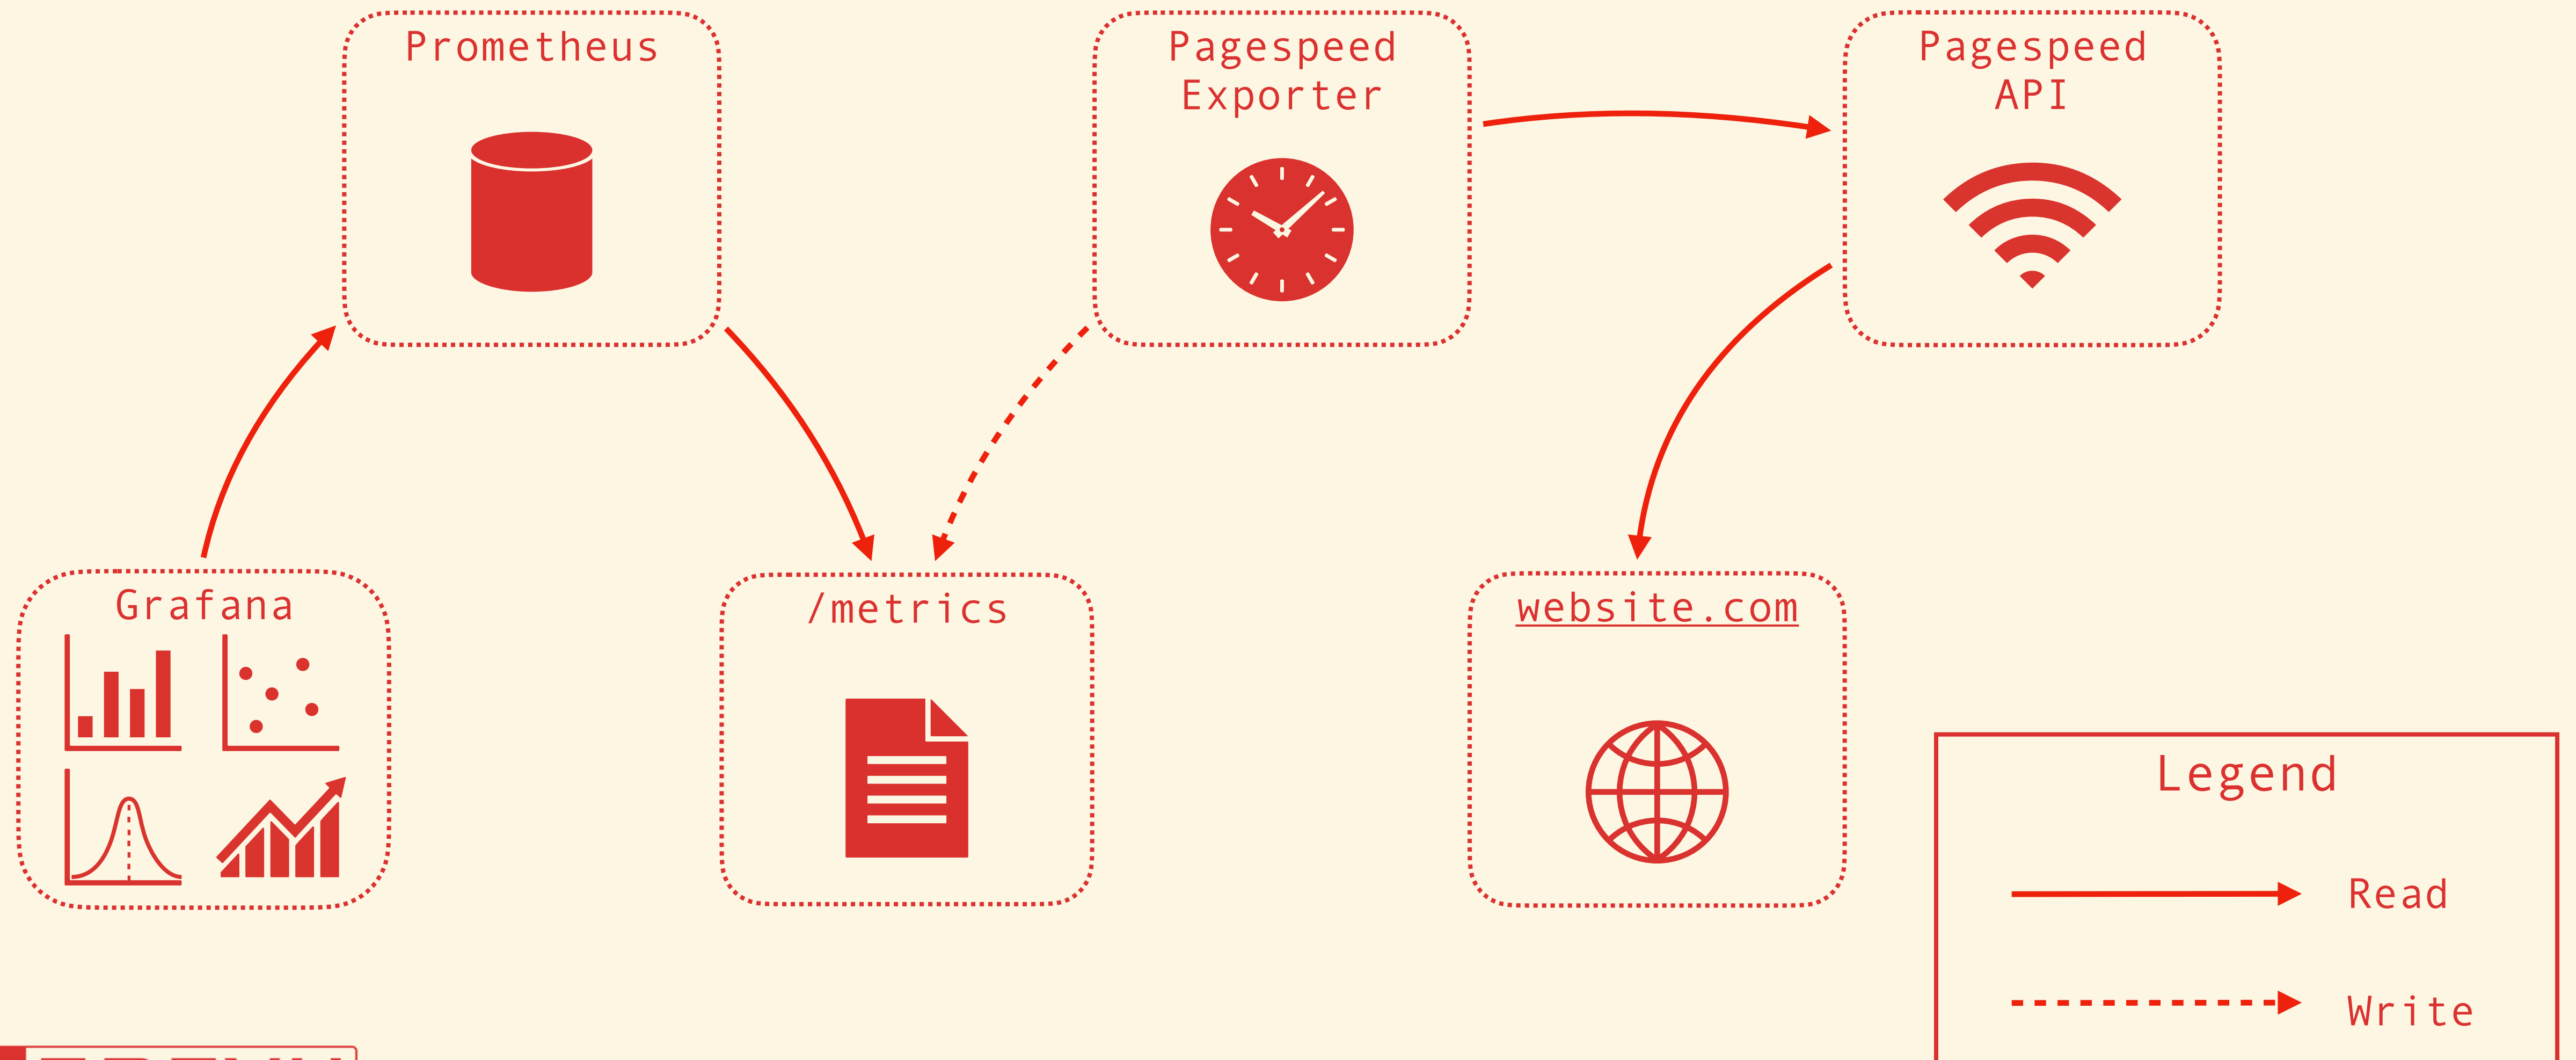 Prometheus
Pagespeed
Exporter
Pagespeed
API
Grafana
/metrics
website.com
Legend
Read
Write